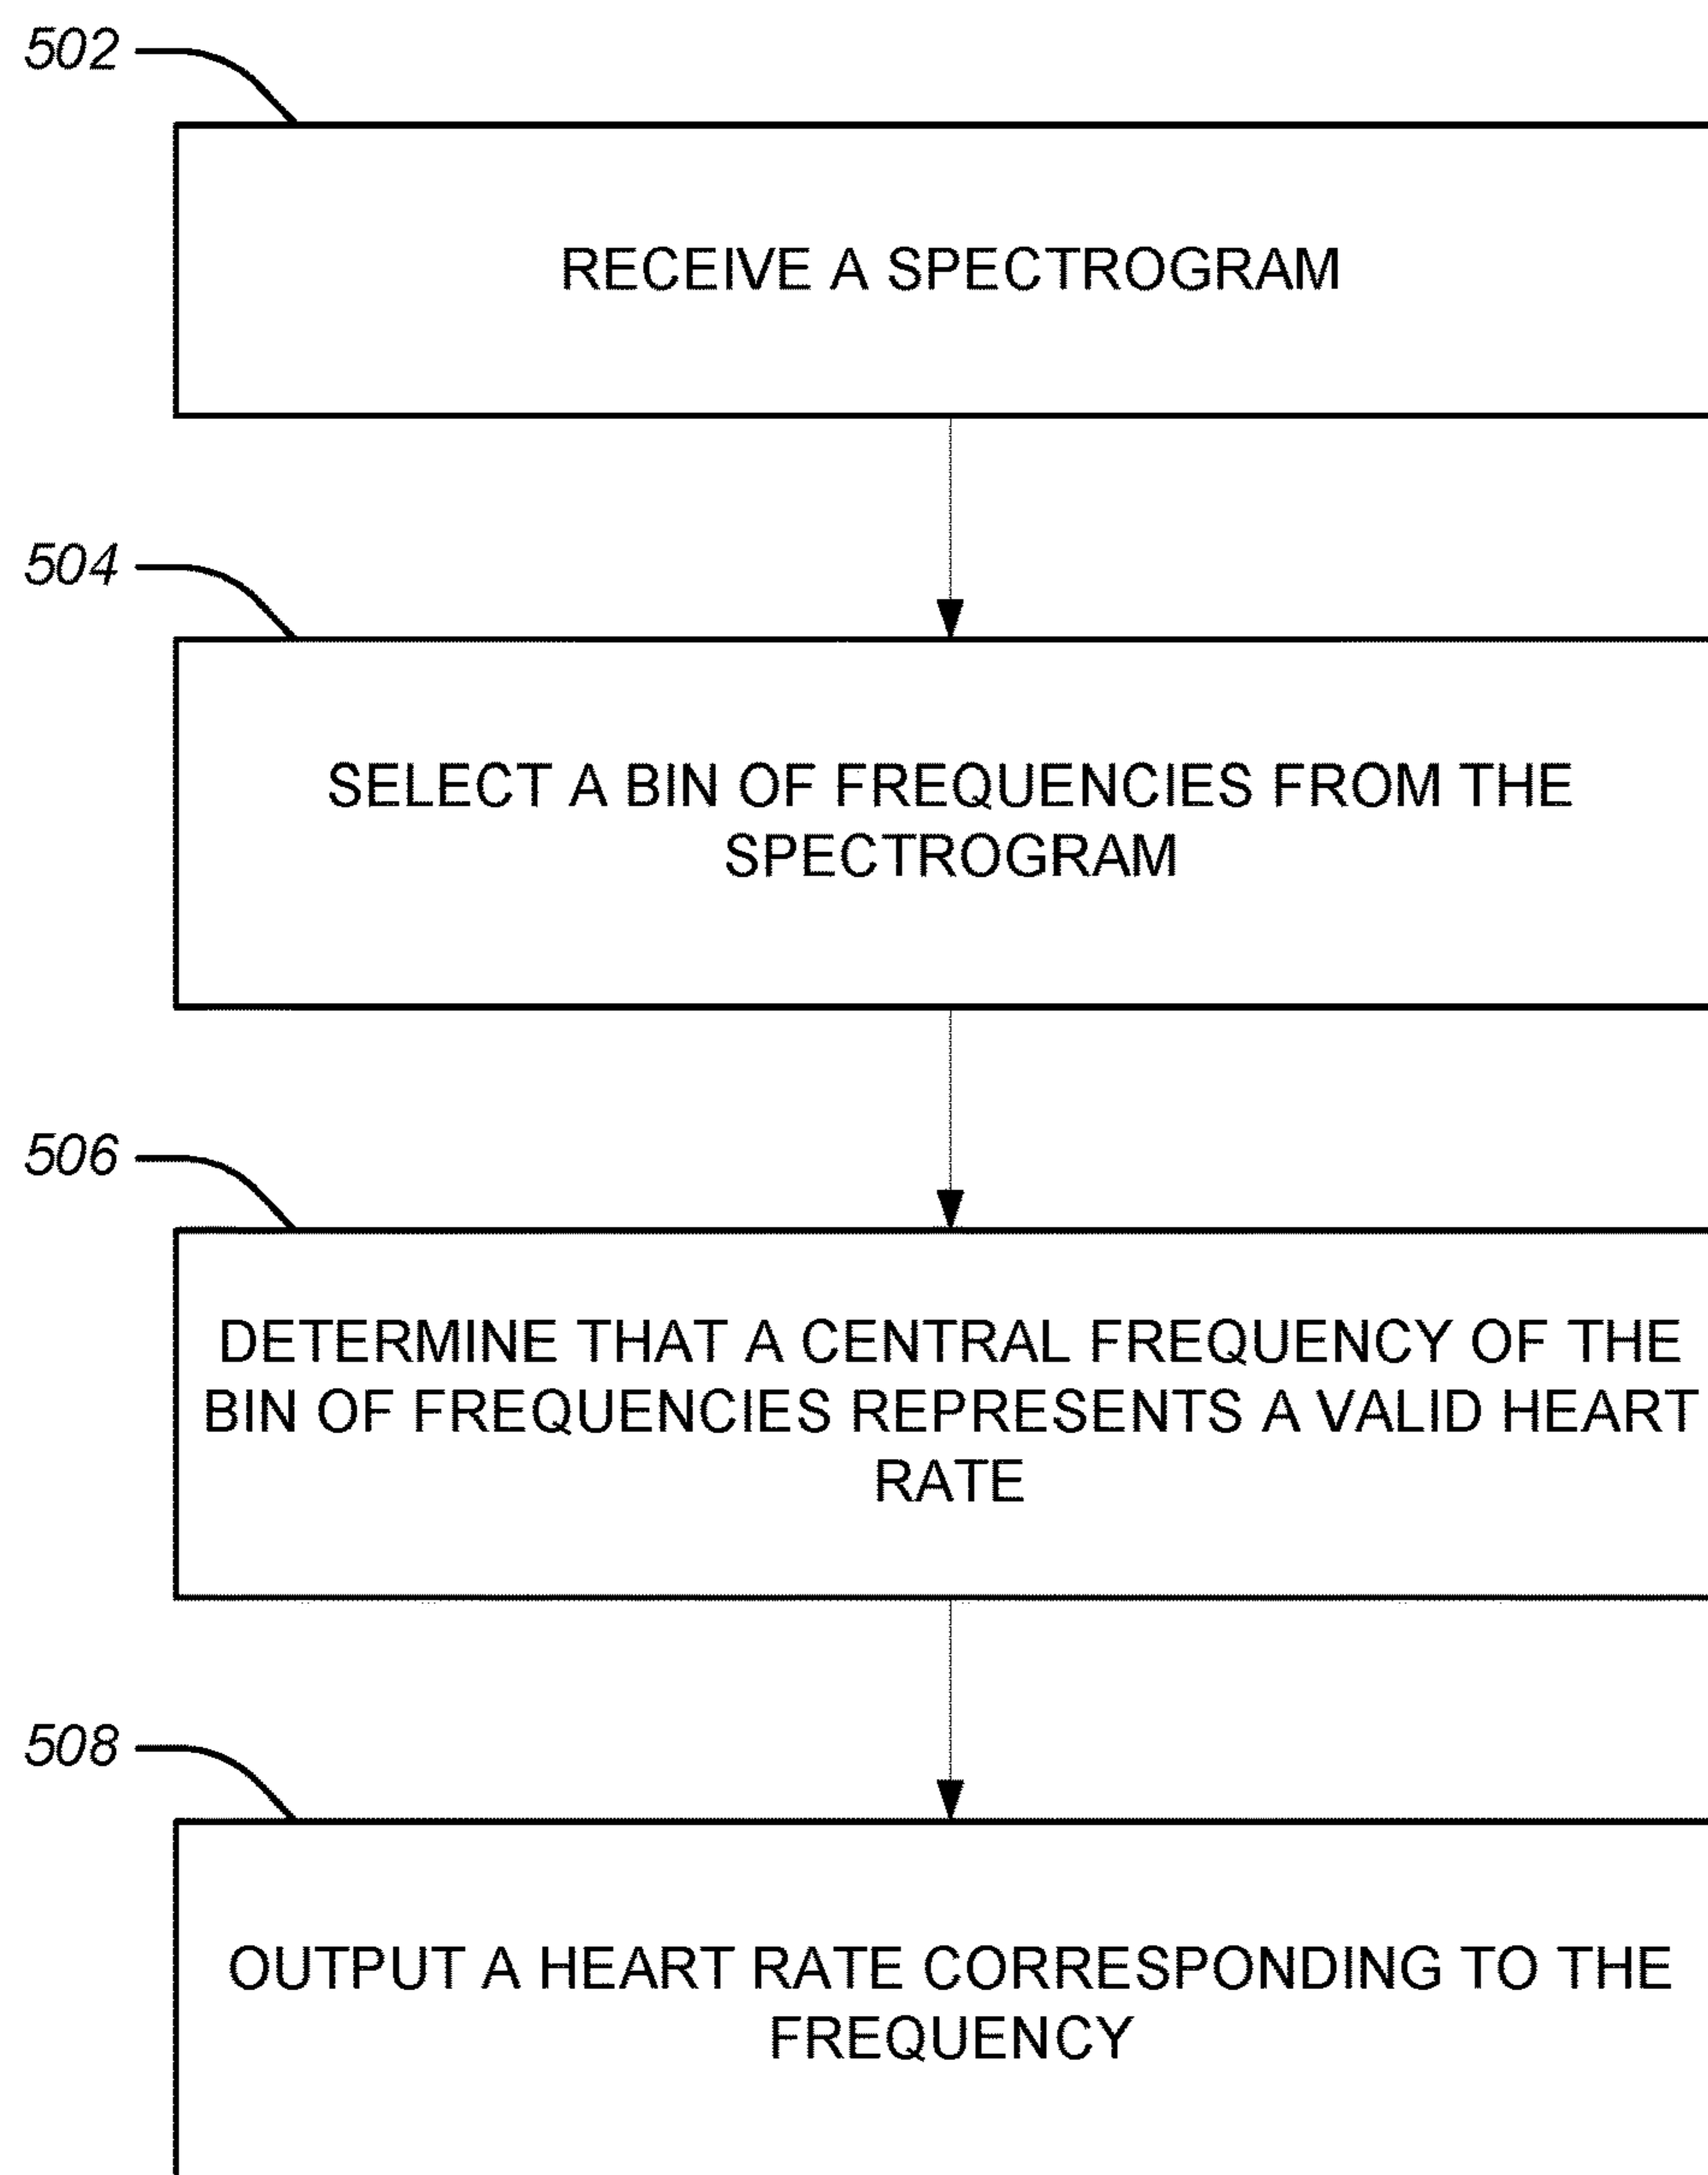 502
RECEIVE A SPECTROGRAM
504
SELECT A BIN OF FREQUENCIES FROM THE
SPECTROGRAM
506
DETERMINE THAT A CENTRAL FREQUENCY OF THE
BIN OF FREQUENCIES REPRESENTS A VALID HEART
RATE
508
OUTPUT A HEART RATE CORRESPONDING TO THE
FREQUENCY